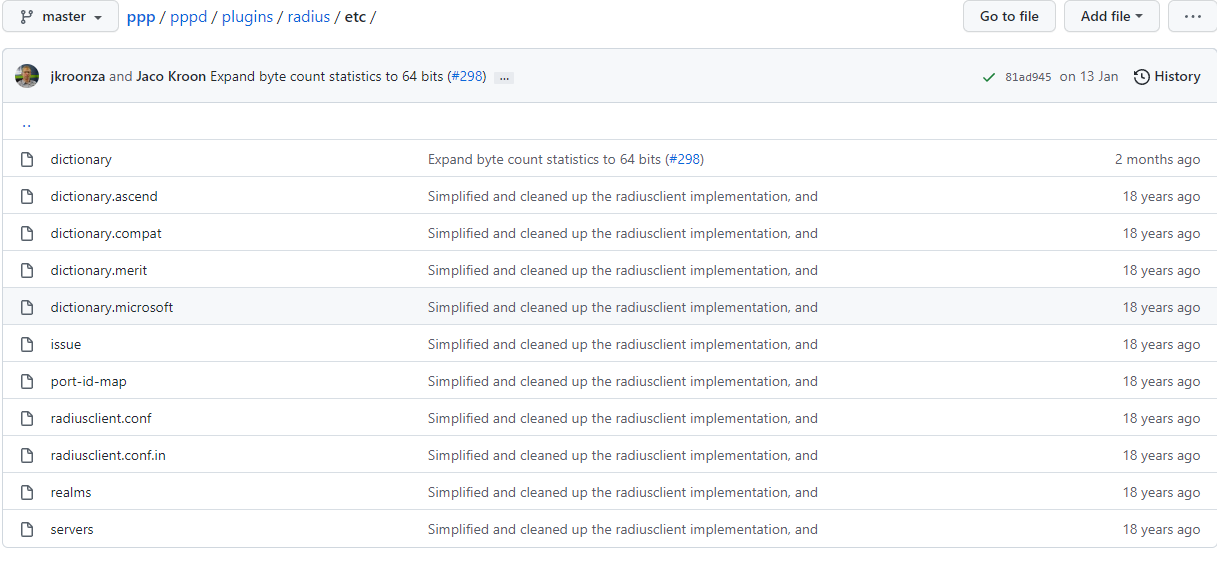 master ppp / pppd / plugins / radius / etc / Go to file Add file ...
jkroonza and Jaco Kroon Expand byte count statistics to 64 bits (#298) ... 81ad945 on 13 Jan History
..
dictionary Expand byte count statistics to 64 bits (#298) 2 months ago
dictionary.ascend Simplified and cleaned up the radiusclient implementation, and 18 years ago
dictionary.compat Simplified and cleaned up the radiusclient implementation, and 18 years ago
dictionary.merit Simplified and cleaned up the radiusclient implementation, and 18 years ago
dictionary.microsoft Simplified and cleaned up the radiusclient implementation, and 18 years ago
issue Simplified and cleaned up the radiusclient implementation, and 18 years ago
port-id-map Simplified and cleaned up the radiusclient implementation, and 18 years ago
radiusclient.conf Simplified and cleaned up the radiusclient implementation, and 18 years ago
radiusclient.conf.in Simplified and cleaned up the radiusclient implementation, and 18 years ago
realms Simplified and cleaned up the radiusclient implementation, and 18 years ago
servers Simplified and cleaned up the radiusclient implementation, and 18 years ago